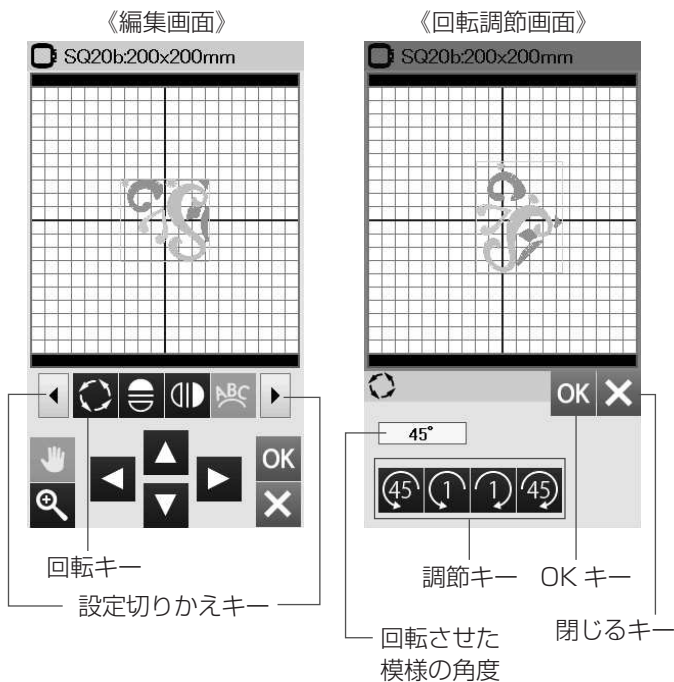 《編集画面》
SQ20b:200x200mm
ABC
OK
回転キー
設定切りかえキー
《回転調節画面》
SQ20b:200x200mm
OK
45°
45 1 1 45
調節キー
OKキー
閉じるキー
回転させた
模様の角度